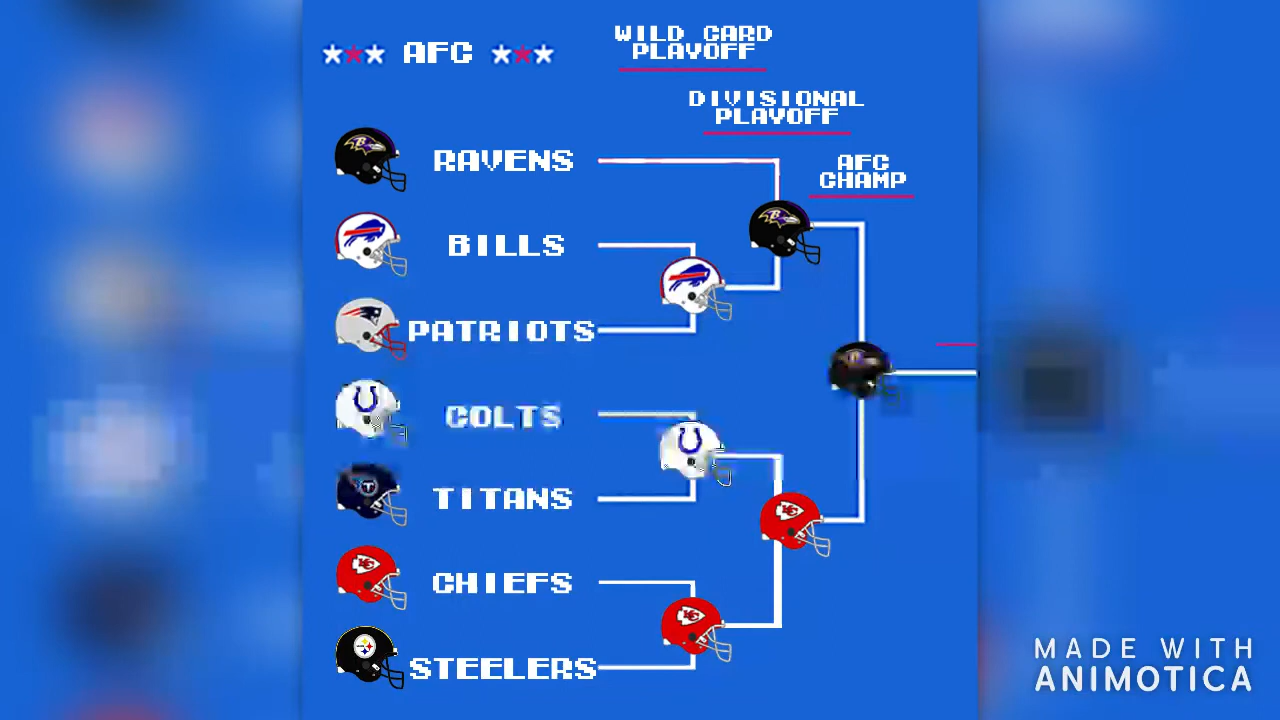 ★★★ AFC ★★★
WILD CARD
PLAYOFF
DIVISIONAL
PLAYOFF
AFC
CHAMP
RAVENS
BILLS
PATRIOTS
COLTS
TITANS
CHIEFS
STEELERS
MADE WITH
ANIMOTICA